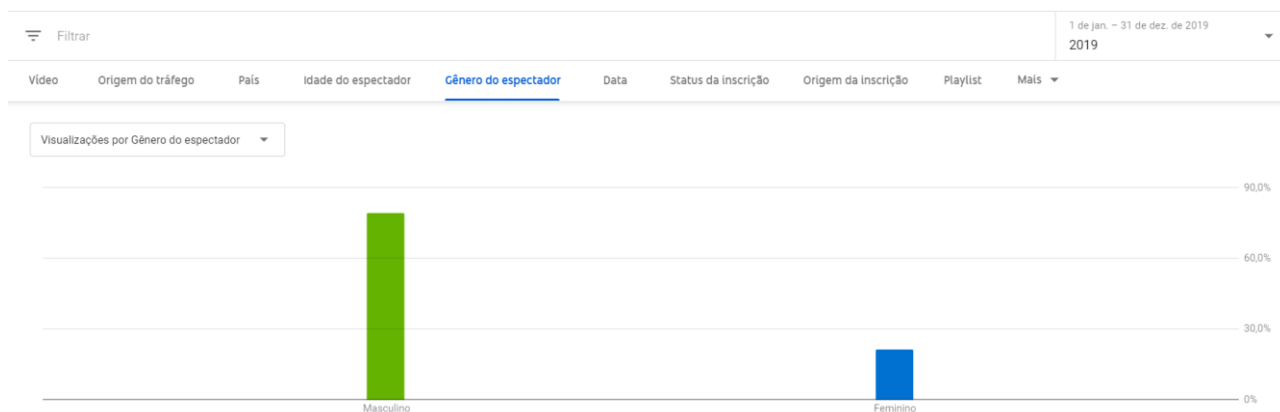 Filtrar
1 de jan. – 31 de dez. de 2019
2019
Vídeo Origem do tráfego País Idade do espectador Gênero do espectador Data Status da inscrição Origem da inscrição Playlist Mais
Visualizações por Gênero do espectador
90,0%
60,0%
30,0%
0%
Masculino Feminino